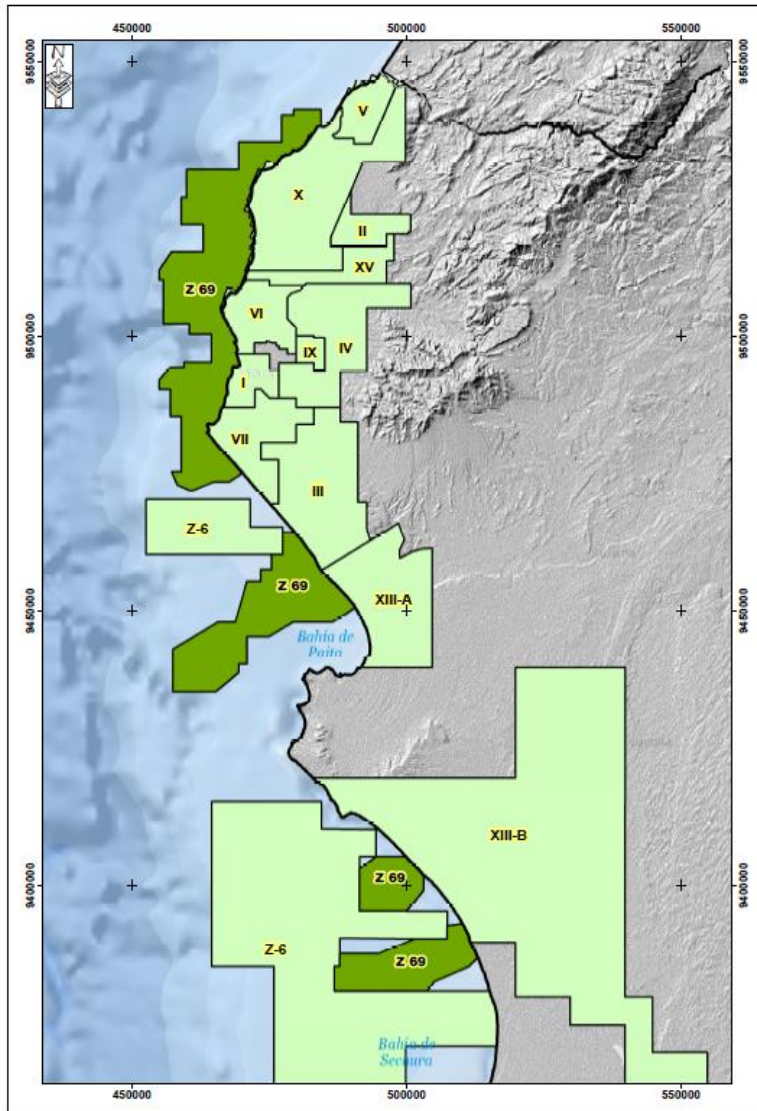 450000 500000 550000
N
9550000 9550000
V
X
II
XV
Z 69
VI
9500000 9500000
IX IV
I
VII
III
Z-6
Z 69
XIII-A
9450000 9450000
Bahía de
Paita
XIII-B
Z 69
9400000 9400000
Z-6
Z 69
Bahía de
Sechura
450000 500000 550000